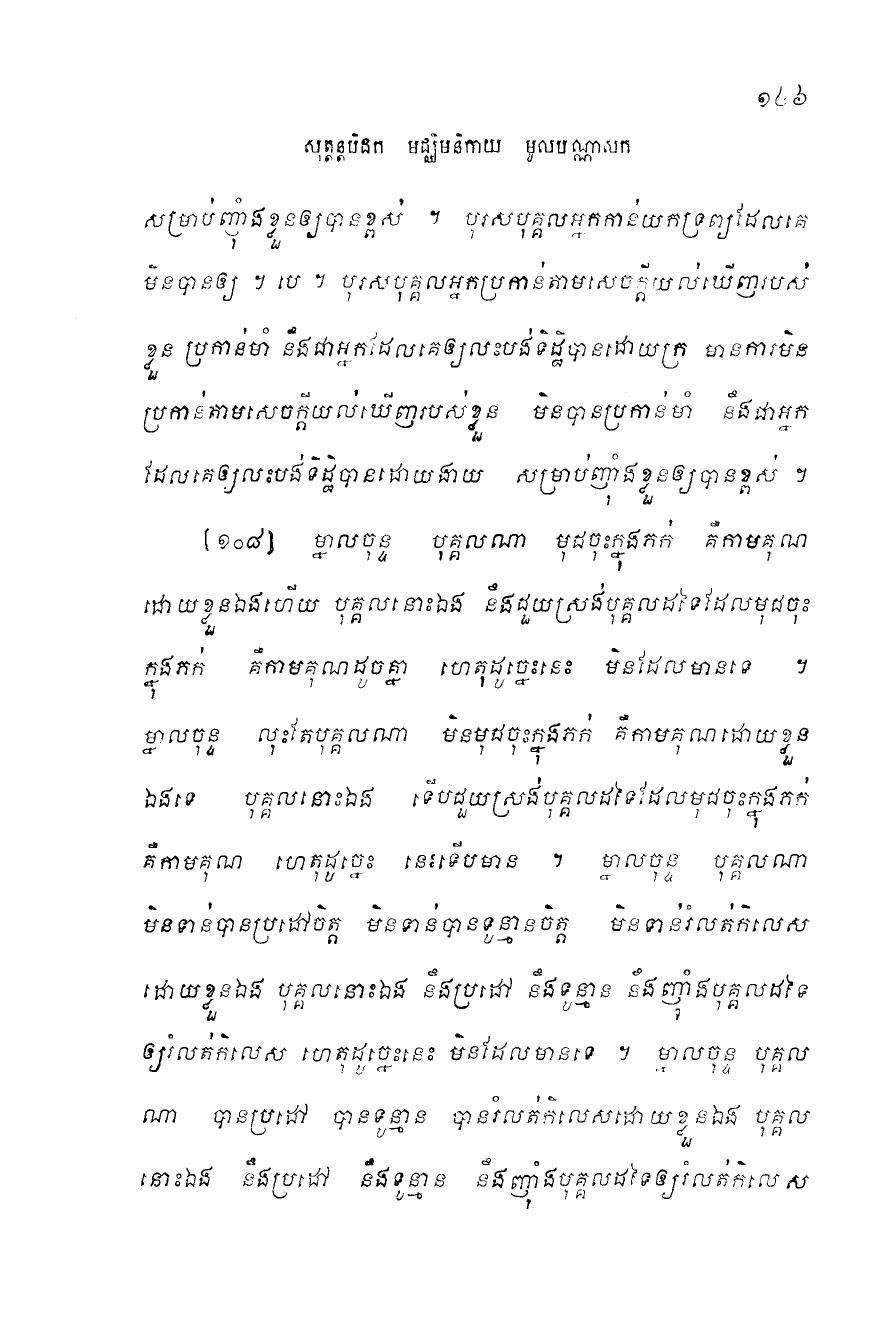 ១៤៦
សុត្តន្តបិដក មជ្ឈិមនិកាយ មូលបណ្ណាសក
សម្រាប់ញ៉ាំងខ្លួនឲ្យបានខ្ពស់ ។ បុរសបុគ្គលអ្នកកាន់យកទ្រព្យដែលគេ
មិនបានឲ្យ ។ បេ ។ បុរសបុគ្គលអ្នកប្រកាន់តាមសេចក្តីយល់ឃើញរបស់
ខ្លួន ប្រកាន់មាំ នឹងជាអ្នកដែលគេឲ្យលះបង់ទិដ្ឋិបានដោយក្រ មានការមិន
ប្រកាន់តាមសេចក្តីយល់ឃើញរបស់ខ្លួន មិនបានប្រកាន់មាំ នឹងជាអ្នក
ដែលគេឲ្យលះបង់ទិដ្ឋិបានដោយងាយ សម្រាប់ញ៉ាំងខ្លួនឲ្យបានខ្ពស់ ។
[១០៨] ម្នាលចុន្ទ បុគ្គលណា មុជចុះក្នុងភក់ គឺកាមគុណ
ដោយខ្លួនឯងហើយ បុគ្គលនោះឯង នឹងជួយស្រង់បុគ្គលដទៃដែលមុជចុះ
ក្នុងភក់ គឺកាមគុណដូចគ្នា ហេតុដូច្នេះនេះ មិនដែលមានទេ ។
ម្នាលចុន្ទ លុះតែបុគ្គលណា មិនមុជចុះក្នុងភក់ គឺកាមគុណដោយខ្លួន
ឯងទេ បុគ្គលនោះឯង ទើបជួយស្រង់បុគ្គលដទៃដែលមុជចុះក្នុងភក់
គឺកាមគុណ ហេតុដូច្នេះ នេះទើបមាន ។ ម្នាលចុន្ទ បុគ្គលណា
មិនទាន់បានប្រដៅចិត្ត មិនទាន់បានទូន្មានចិត្ត មិនទាន់រំលត់កិលេស
ដោយខ្លួនឯង បុគ្គលនោះឯង នឹងប្រដៅ នឹងទូន្មាន នឹងញ៉ាំងបុគ្គលដទៃ
ឲ្យរំលត់កិលេស ហេតុដូច្នេះនេះ មិនដែលមានទេ ។ ម្នាលចុន្ទ បុគ្គល
ណា បានប្រដៅ បានទូន្មាន បានរំលត់កិលេសដោយខ្លួនឯង បុគ្គល
នោះឯង នឹងប្រដៅ នឹងទូន្មាន នឹងញ៉ាំងបុគ្គលដទៃឲ្យរំលត់កិលេស